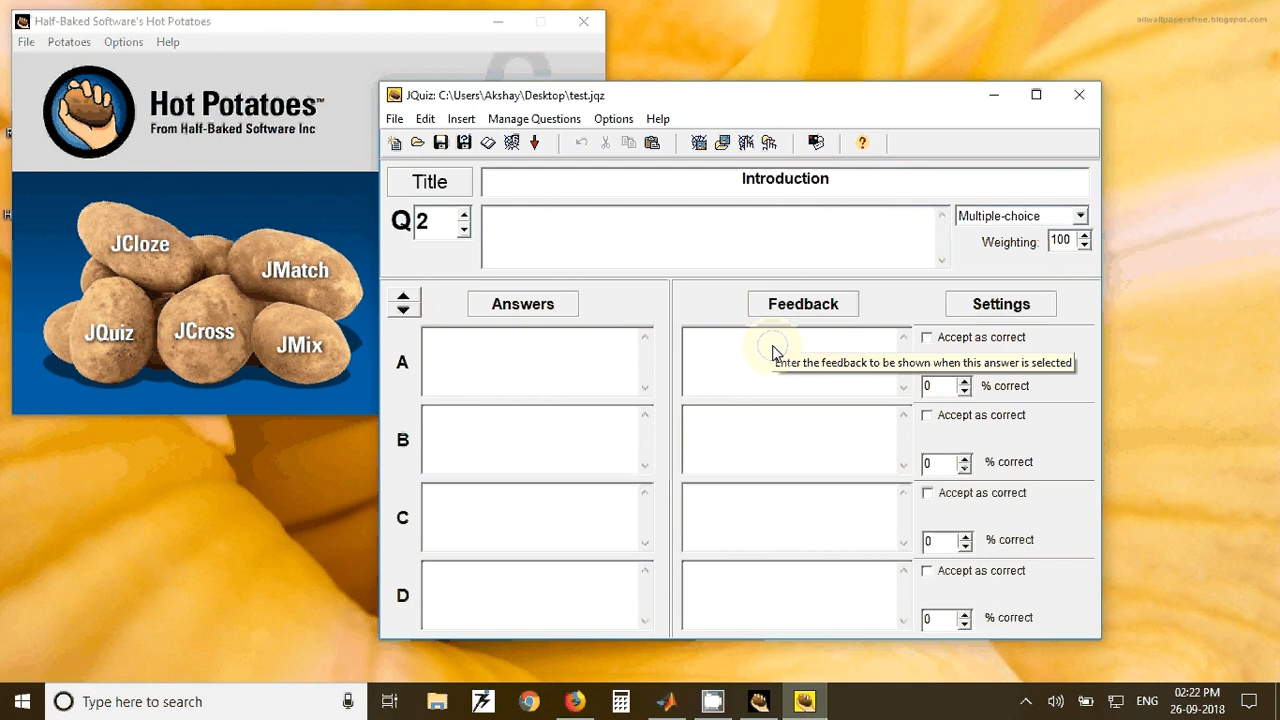 Half-Baked Software's Hot Potatoes
File Potatoes Options Help
Hot Potatoes™
From Half-Baked Software Inc
JCloze
JMatch
JQuiz
JCross
JMix
allwallpapersfree.blogspot.com
JQuiz: C:\Users\Akshay\Desktop\test.jqz
File Edit Insert Manage Questions Options Help
Title
Introduction
Q 2
Multiple-choice
Weighting: 100
Answers
Feedback
Settings
A
Accept as correct
Enter the feedback to be shown when this answer is selected
0 % correct
B
Accept as correct
0 % correct
C
Accept as correct
0 % correct
D
Accept as correct
0 % correct
Type here to search
ENG
02:22 PM
26-09-2018